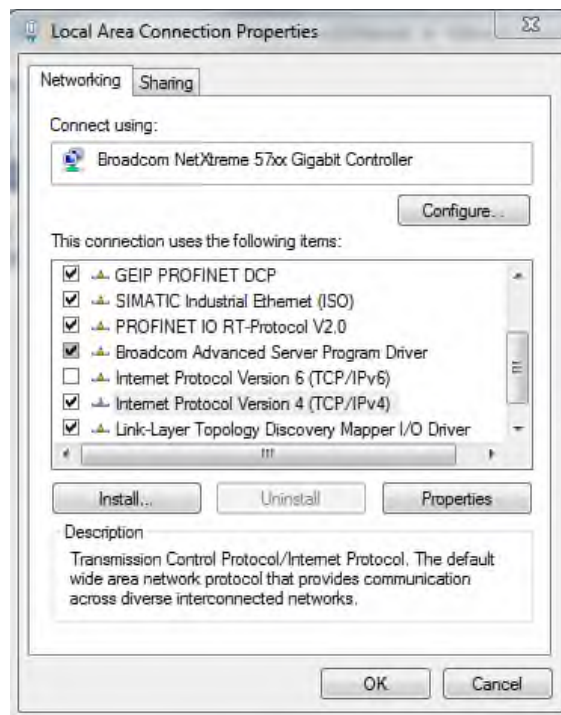 Local Area Connection Properties
Networking
Sharing
Connect using:
Broadcom NetXtreme 57xx Gigabit Controller
Configure...
This connection uses the following items:
GEIP PROFINET DCP
SIMATIC Industrial Ethernet (ISO)
PROFINET IO RT-Protocol V2.0
Broadcom Advanced Server Program Driver
Internet Protocol Version 6 (TCP/IPv6)
Internet Protocol Version 4 (TCP/IPv4)
Link-Layer Topology Discovery Mapper I/O Driver
Install...
Uninstall
Properties
Description
Transmission Control Protocol/Internet Protocol. The default
wide area network protocol that provides communication
across diverse interconnected networks.
OK
Cancel